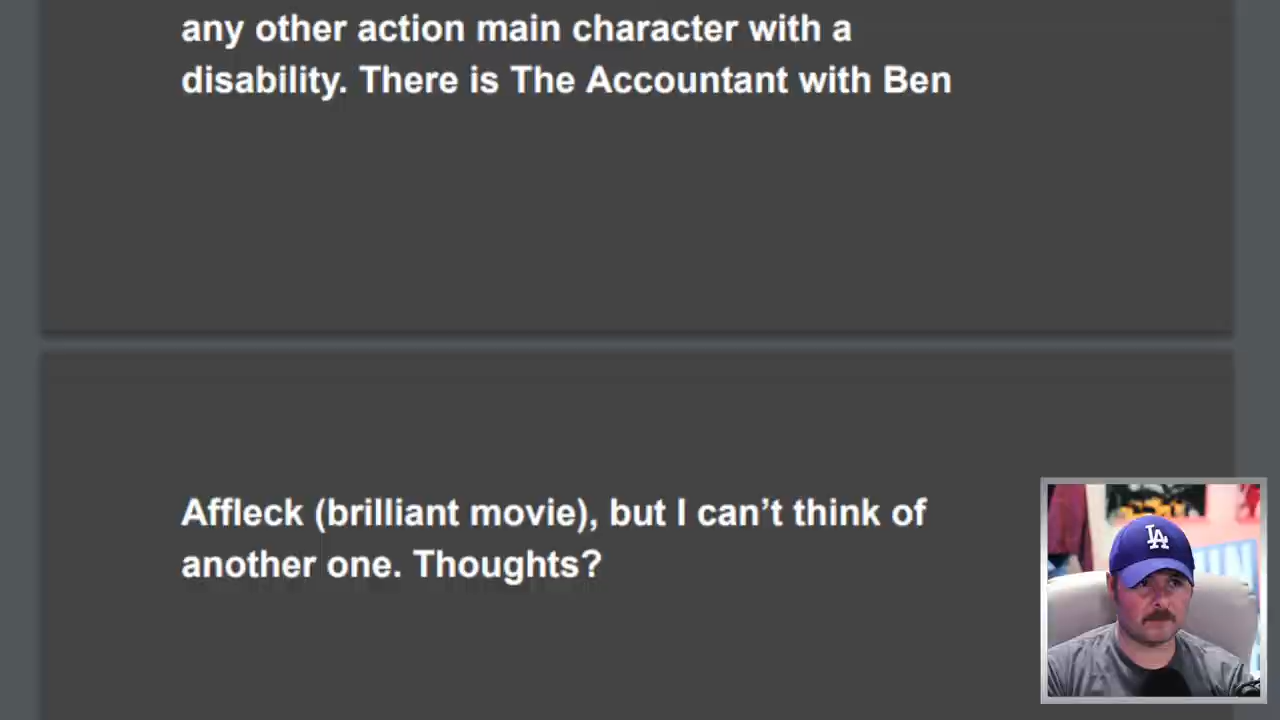 any other action main character with a
disability. There is The Accountant with Ben
Affleck (brilliant movie), but I can’t think of
another one. Thoughts?
LA